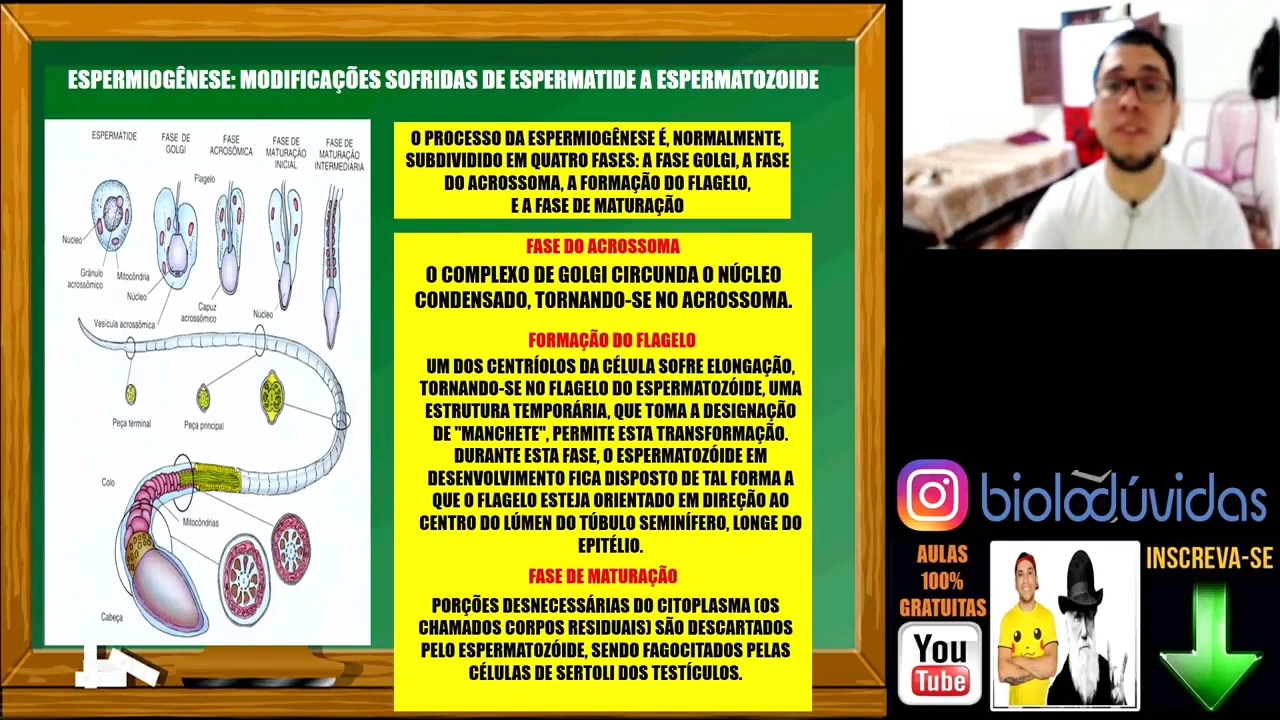 ESPERMIOGÊNESE: MODIFICAÇÕES SOFRIDAS DE ESPERMATIDE A ESPERMATOZOIDE
ESPERMÁTIDE
FASE DE
GOLGI
FASE
ACROSÔMICA
FASE DE
MATURAÇÃO
INICIAL
FASE DE
MATURAÇÃO
INTERMEDIÁRIA
Flagelo
Núcleo
Grânulo
acrossômico
Mitocôndria
Núcleo
Vesícula acrossômica
Capuz
acrossômico
Núcleo
Peça terminal
Peça principal
Colo
Mitocôndrias
Cabeça
O PROCESSO DA ESPERMIOGÊNESE É, NORMALMENTE,
SUBDIVIDIDO EM QUATRO FASES: A FASE GOLGI, A FASE
DO ACROSSOMA, A FORMAÇÃO DO FLAGELO,
E A FASE DE MATURAÇÃO
FASE DO ACROSSOMA
O COMPLEXO DE GOLGI CIRCUNDA O NÚCLEO
CONDENSADO, TORNANDO-SE NO ACROSSOMA.
FORMAÇÃO DO FLAGELO
UM DOS CENTRÍOLOS DA CÉLULA SOFRE ELONGAÇÃO,
TORNANDO-SE NO FLAGELO DO ESPERMATOZÓIDE, UMA
ESTRUTURA TEMPORÁRIA, QUE TOMA A DESIGNAÇÃO
DE "MANCHETE", PERMITE ESTA TRANSFORMAÇÃO.
DURANTE ESTA FASE, O ESPERMATOZÓIDE EM
DESENVOLVIMENTO FICA DISPOSTO DE TAL FORMA A
QUE O FLAGELO ESTEJA ORIENTADO EM DIREÇÃO AO
CENTRO DO LÚMEN DO TÚBULO SEMINÍFERO, LONGE DO
EPITÉLIO.
FASE DE MATURAÇÃO
PORÇÕES DESNECESSÁRIAS DO CITOPLASMA (OS
CHAMADOS CORPOS RESIDUAIS) SÃO DESCARTADOS
PELO ESPERMATOZÓIDE, SENDO FAGOCITADOS PELAS
CÉLULAS DE SERTOLI DOS TESTÍCULOS.
biolodúvidas
AULAS
100%
GRATUITAS
You
Tube
INSCREVA-SE